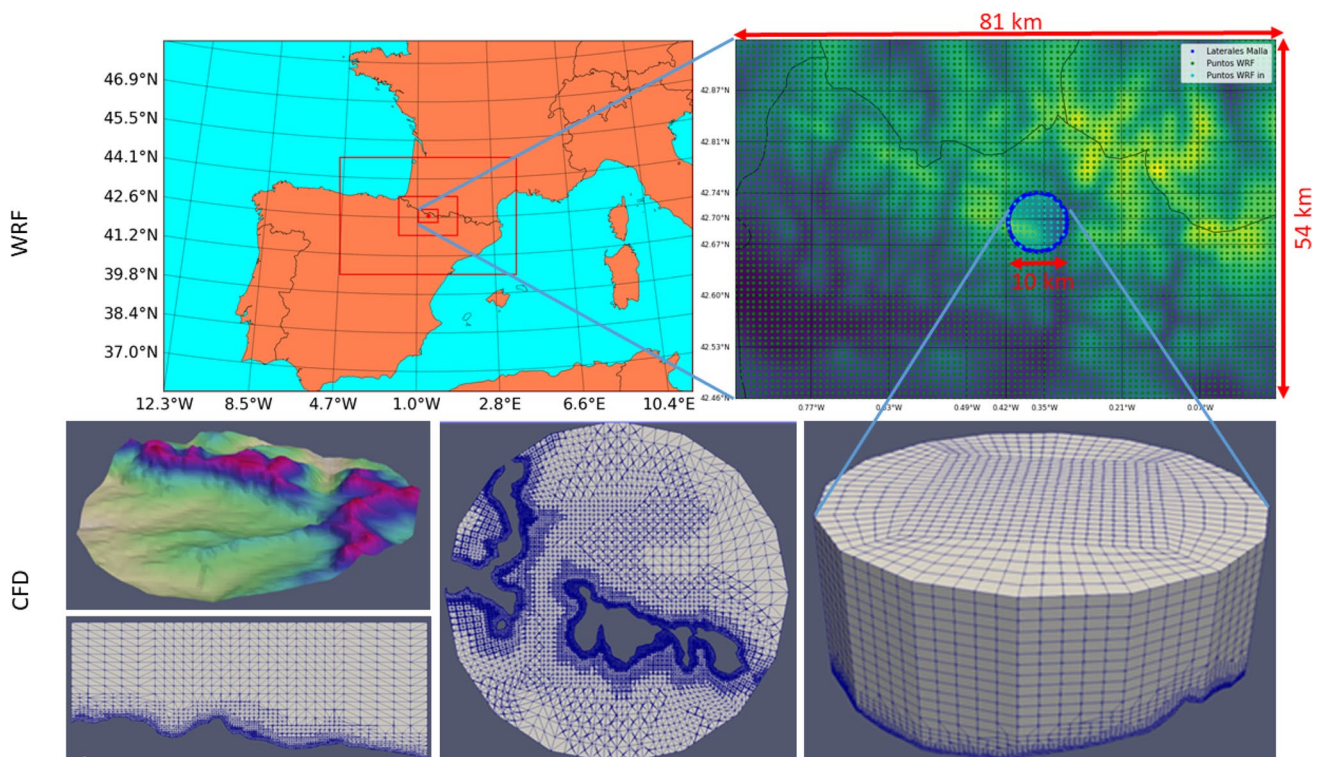 WRF
46.9°N
45.5°N
44.1°N
42.6°N
41.2°N
39.8°N
38.4°N
37.0°N
12.3°W 8.5°W 4.7°W 1.0°W 2.8°E 6.6°E 10.4°E
81 km
54 km
Laterales Malla
Puntos WRF
Puntos WRF in
42.87°N
42.81°N
42.74°N
42.70°N
42.67°N
42.60°N
42.53°N
42.46°N
10 km
0.77°W 0.49°W 0.42°W 0.35°W 0.21°W
CFD